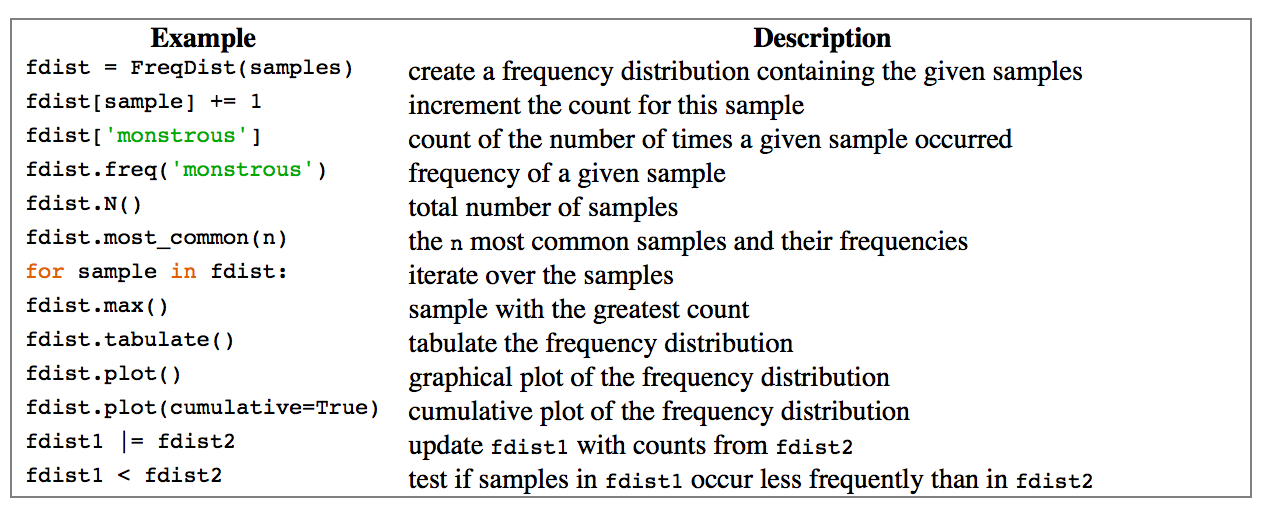 Example Description
fdist = FreqDist(samples) create a frequency distribution containing the given samples
fdist[sample] += 1 increment the count for this sample
fdist['monstrous'] count of the number of times a given sample occurred
fdist.freq('monstrous') frequency of a given sample
fdist.N() total number of samples
fdist.most_common(n) the n most common samples and their frequencies
for sample in fdist: iterate over the samples
fdist.max() sample with the greatest count
fdist.tabulate() tabulate the frequency distribution
fdist.plot() graphical plot of the frequency distribution
fdist.plot(cumulative=True) cumulative plot of the frequency distribution
fdist1 |= fdist2 update fdist1 with counts from fdist2
fdist1 < fdist2 test if samples in fdist1 occur less frequently than in fdist2